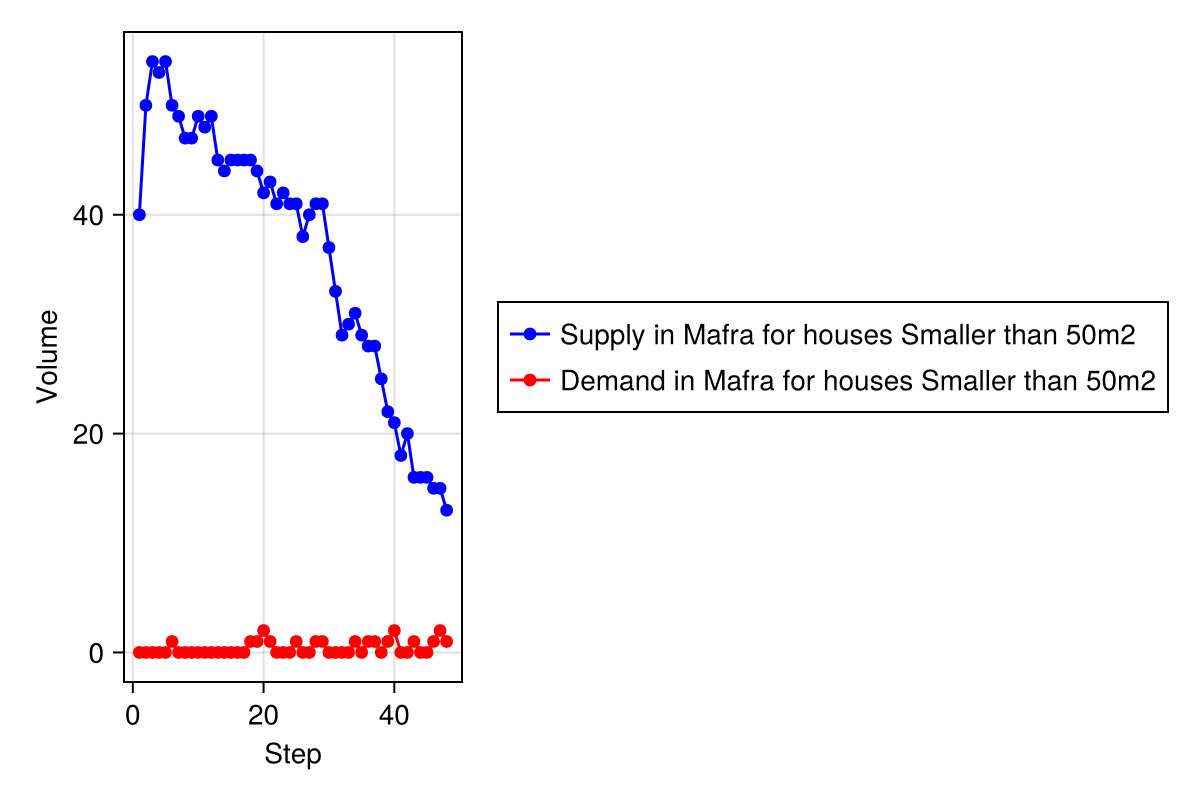 Volume
40
20
0
0 20 40
Step
Supply in Mafra for houses Smaller than 50m2
Demand in Mafra for houses Smaller than 50m2